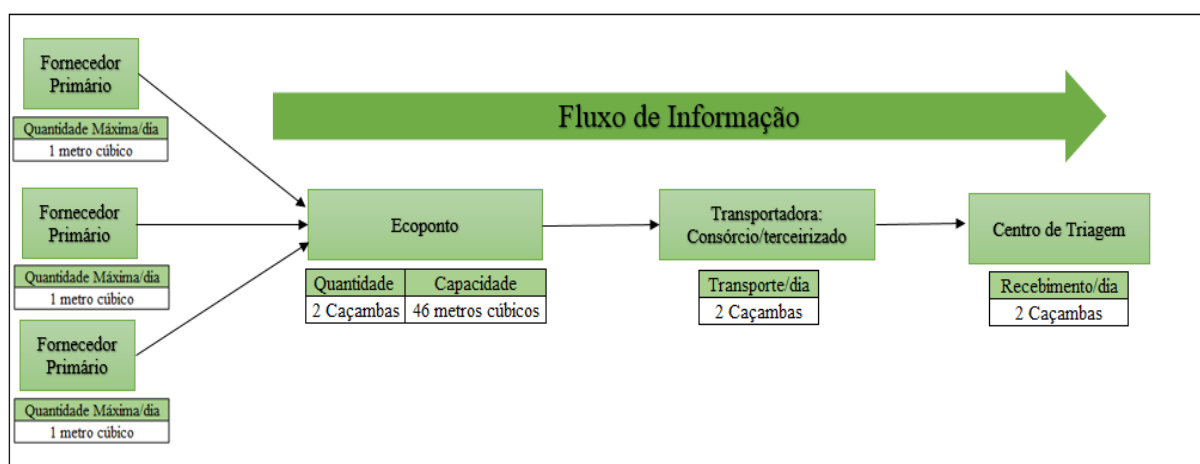 Fornecedor
Primário
Quantidade Máxima/dia
1 metro cúbico
Fluxo de Informação
Fornecedor
Primário
Quantidade Máxima/dia
1 metro cúbico
Ecoponto
Quantidade Capacidade
2 Caçambas 46 metros cúbicos
Transportadora:
Consórcio/terceirizado
Transporte/dia
2 Caçambas
Centro de Triagem
Recebimento/dia
2 Caçambas
Fornecedor
Primário
Quantidade Máxima/dia
1 metro cúbico